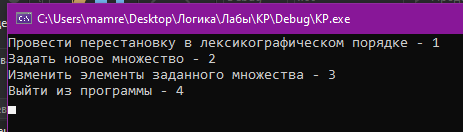 C:\Users\mamre\Desktop\Логика\Лабы\КР\Debug\КР.exe
Провести перестановку в лексикографическом порядке - 1
Задать новое множество - 2
Изменить элементы заданного множества - 3
Выйти из программы - 4